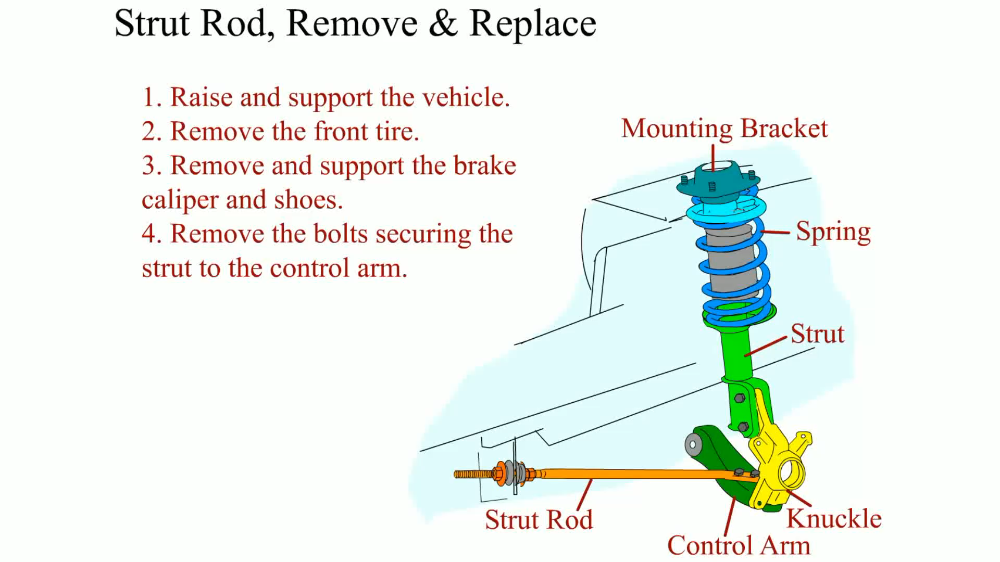 Strut Rod, Remove & Replace
1. Raise and support the vehicle.
2. Remove the front tire.
3. Remove and support the brake
caliper and shoes.
4. Remove the bolts securing the
strut to the control arm.
Mounting Bracket
Spring
Strut
Strut Rod
Knuckle
Control Arm